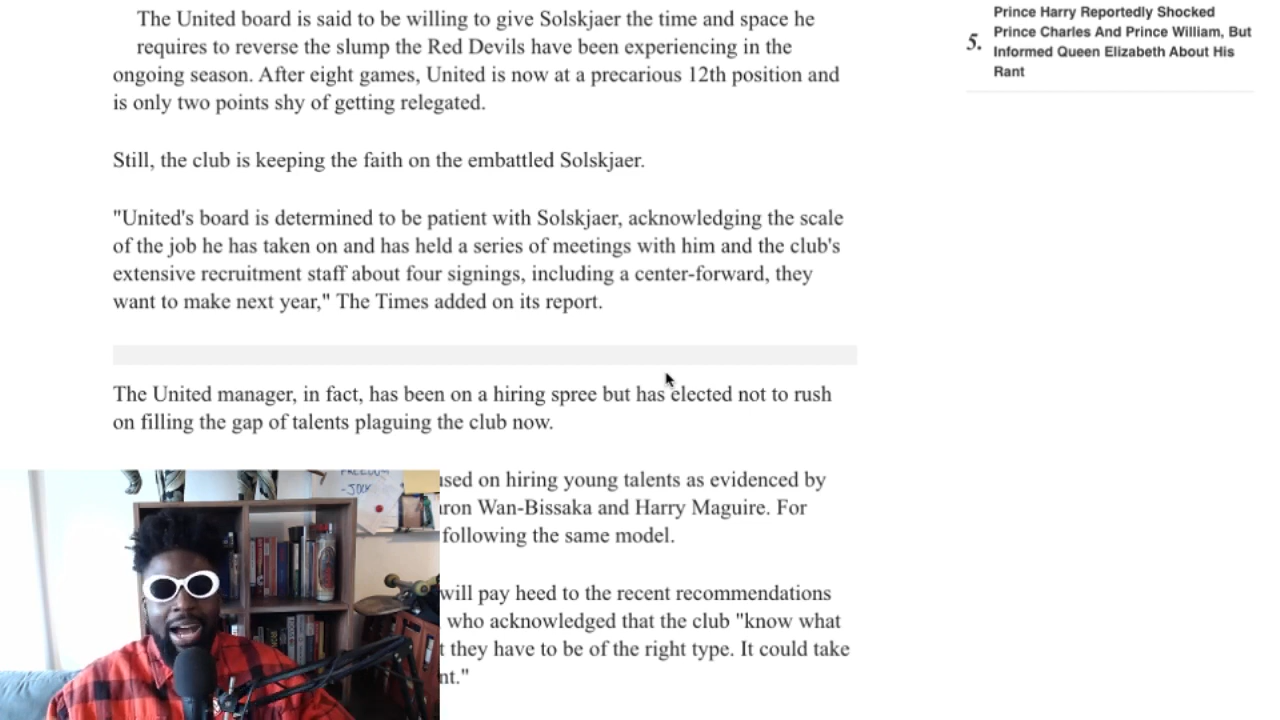 The United board is said to be willing to give Solskjaer the time and space he
requires to reverse the slump the Red Devils have been experiencing in the
ongoing season. After eight games, United is now at a precarious 12th position and
is only two points shy of getting relegated.
Still, the club is keeping the faith on the embattled Solskjaer.
"United's board is determined to be patient with Solskjaer, acknowledging the scale
of the job he has taken on and has held a series of meetings with him and the club's
extensive recruitment staff about four signings, including a center-forward, they
want to make next year," The Times added on its report.
The United manager, in fact, has been on a hiring spree but has elected not to rush
on filling the gap of talents plaguing the club now.
used on hiring young talents as evidenced by
ron Wan-Bissaka and Harry Maguire. For
following the same model.
will pay heed to the recent recommendations
who acknowledged that the club "know what
t they have to be of the right type. It could take
nt."
5.
Prince Harry Reportedly Shocked
Prince Charles And Prince William, But
Informed Queen Elizabeth About His
Rant
FREEDOM
-JOCK